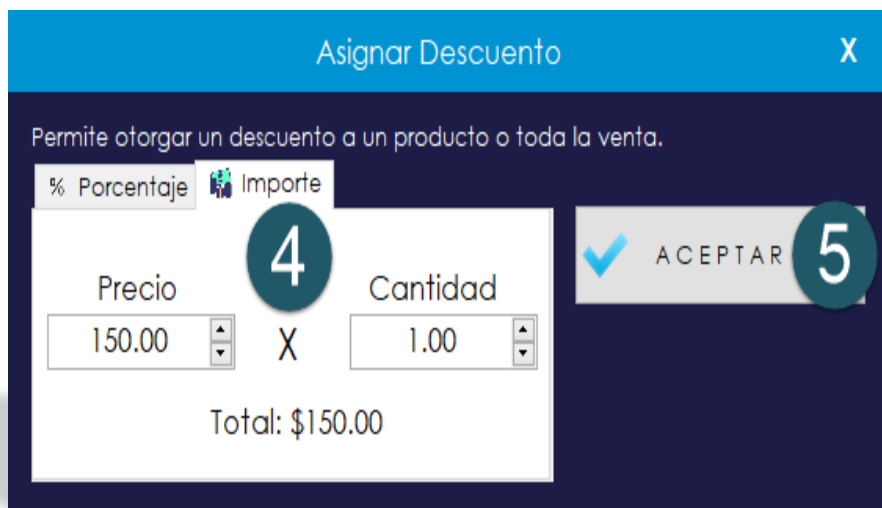 Asignar Descuento X
Permite otorgar un descuento a un producto o toda la venta.
% Porcentaje Importe
4
ACEPTAR 5
Precio Cantidad
150.00 X 1.00
Total: $150.00